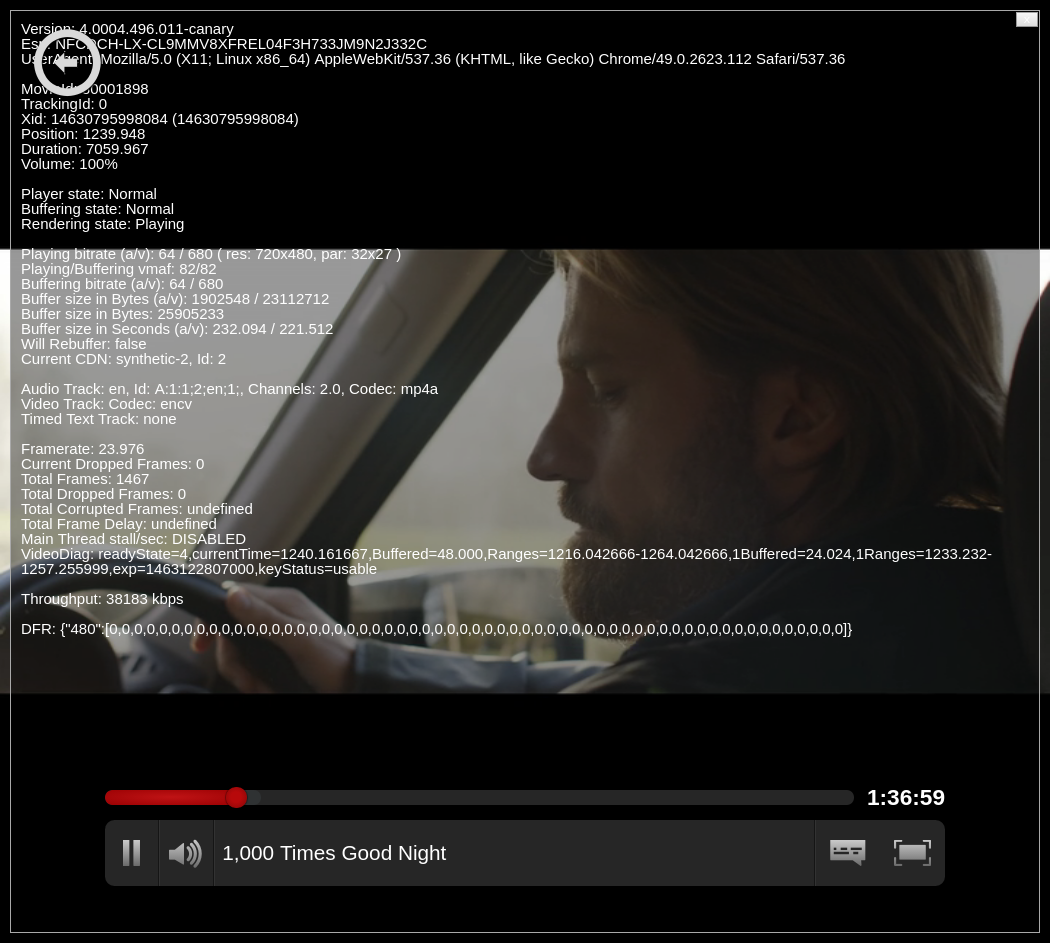 Version: 4.0004.496.011-canary
Esn: NFCDCH-LX-CL9MMV8XFREL04F3H733JM9N2J332C
UserAgent: Mozilla/5.0 (X11; Linux x86_64) AppleWebKit/537.36 (KHTML, like Gecko) Chrome/49.0.2623.112 Safari/537.36
MovieId: 80001898
TrackingId: 0
Xid: 14630795998084 (14630795998084)
Position: 1239.948
Duration: 7059.967
Volume: 100%
Player state: Normal
Buffering state: Normal
Rendering state: Playing
Playing bitrate (a/v): 64 / 680 ( res: 720x480, par: 32x27 )
Playing/Buffering vmaf: 82/82
Buffering bitrate (a/v): 64 / 680
Buffer size in Bytes (a/v): 1902548 / 23112712
Buffer size in Bytes: 25905233
Buffer size in Seconds (a/v): 232.094 / 221.512
Will Rebuffer: false
Current CDN: synthetic-2, Id: 2
Audio Track: en, Id: A:1:1;2;en;1;, Channels: 2.0, Codec: mp4a
Video Track: Codec: encv
Timed Text Track: none
Framerate: 23.976
Current Dropped Frames: 0
Total Frames: 1467
Total Dropped Frames: 0
Total Corrupted Frames: undefined
Total Frame Delay: undefined
Main Thread stall/sec: DISABLED
VideoDiag: readyState=4,currentTime=1240.161667,Buffered=48.000,Ranges=1216.042666-1264.042666,1Buffered=24.024,1Ranges=1233.232-
1257.255999,exp=1463122807000,keyStatus=usable
Throughput: 38183 kbps
DFR: {"480":[0,0,0,0,0,0,0,0,0,0,0,0,0,0,0,0,0,0,0,0,0,0,0,0,0,0,0,0,0,0,0,0,0,0,0,0,0,0,0,0,0,0,0,0,0,0,0,0,0,0,0,0,0,0,0,0,0,0,0]}
1:36:59
1,000 Times Good Night